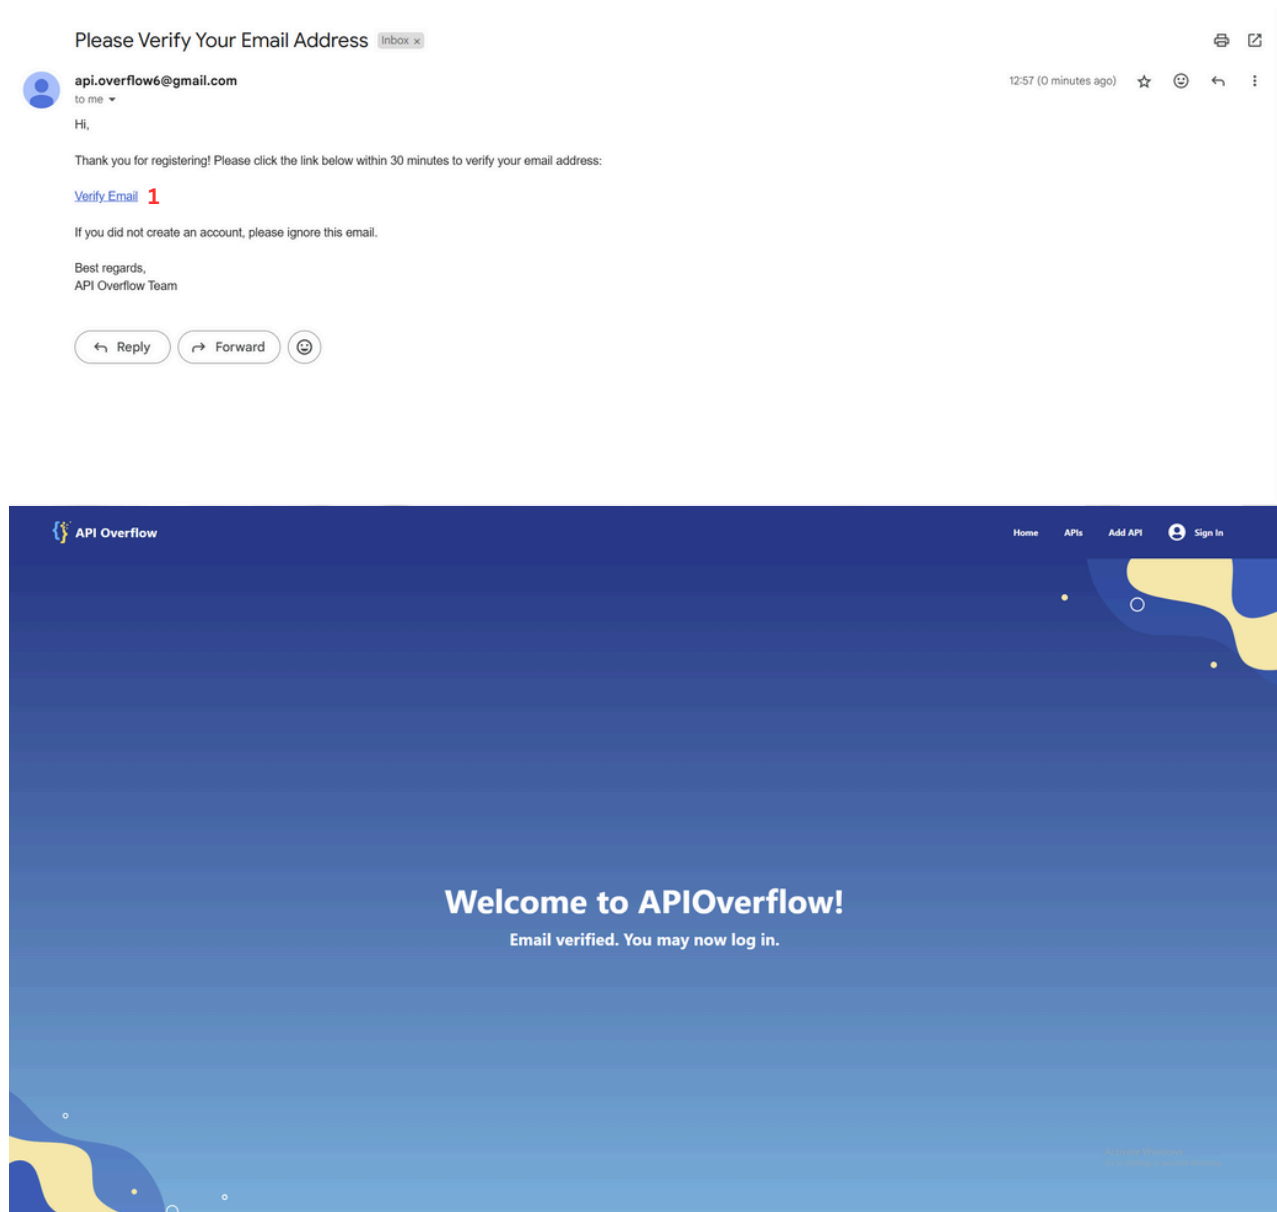 Please Verify Your Email Address Inbox ×
api.overflow6@gmail.com 12:57 (0 minutes ago)
to me
Hi,
Thank you for registering! Please click the link below within 30 minutes to verify your email address:
Verify Email 1
If you did not create an account, please ignore this email.
Best regards,
API Overflow Team
Reply Forward
API Overflow Home APIs Add API Sign In
Welcome to APIOverflow!
Email verified. You may now log in.